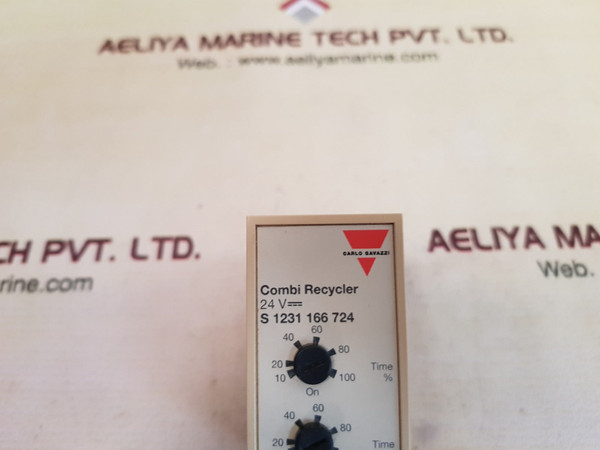 AELIYA MARINE TECH PVT. LTD.
Web. : www.aeliyamarine.com
TECH PVT. LTD.
rine.com
AELIYA MA
Web.
CARLO GAVAZZI
Combi Recycler
24 V
S 1231 166 724
60
40
80
20
Time
10
100
%
On
60
40
80
20
Time